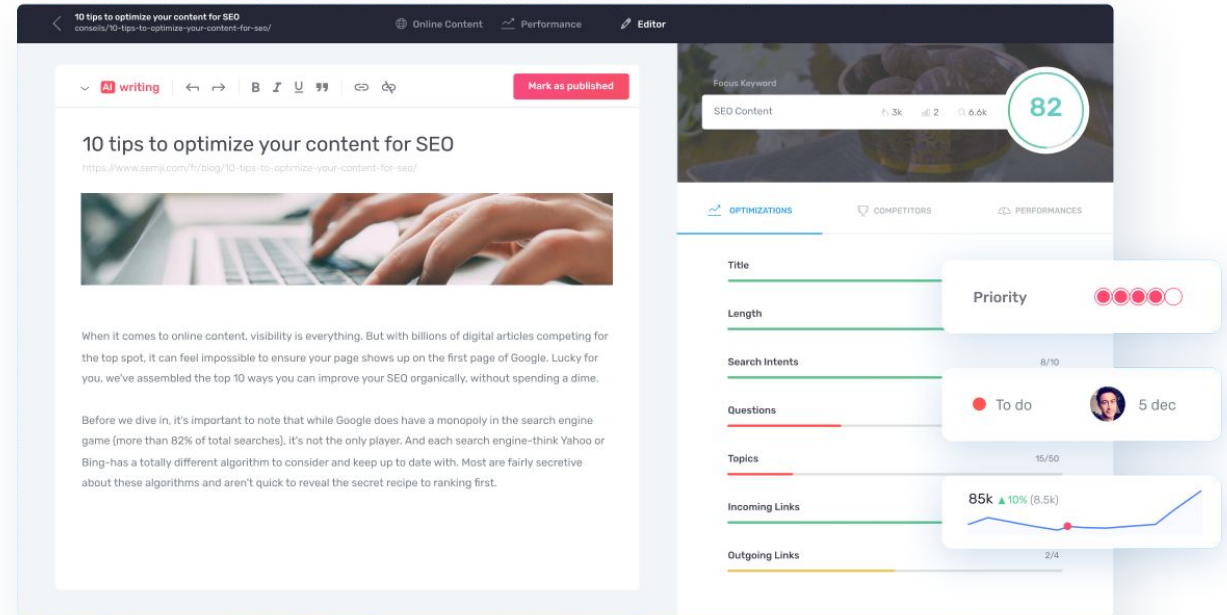 10 tips to optimize your content for SEO
conseils/10-tips-to-optimize-your-content-for-seo/
Online Content
Performance
Editor
AI writing
B I U
Mark as published
10 tips to optimize your content for SEO
https://www.semji.com/fr/blog/10-tips-to-optimize-your-content-for-seo/
When it comes to online content, visibility is everything. But with billions of digital articles competing for
the top spot, it can feel impossible to ensure your page shows up on the first page of Google. Lucky for
you, we've assembled the top 10 ways you can improve your SEO organically, without spending a dime.
Before we dive in, it's important to note that while Google does have a monopoly in the search engine
game (more than 82% of total searches), it's not the only player. And each search engine-think Yahoo or
Bing-has a totally different algorithm to consider and keep up to date with. Most are fairly secretive
about these algorithms and aren't quick to reveal the secret recipe to ranking first.
Focus Keyword
SEO Content
3k
2
6.6k
82
OPTIMIZATIONS
COMPETITORS
PERFORMANCES
Title
Length
Search Intents
8/10
Questions
Topics
15/50
Incoming Links
Outgoing Links
2/4
Priority
To do
5 dec
85k ▲ 10% (8.5k)